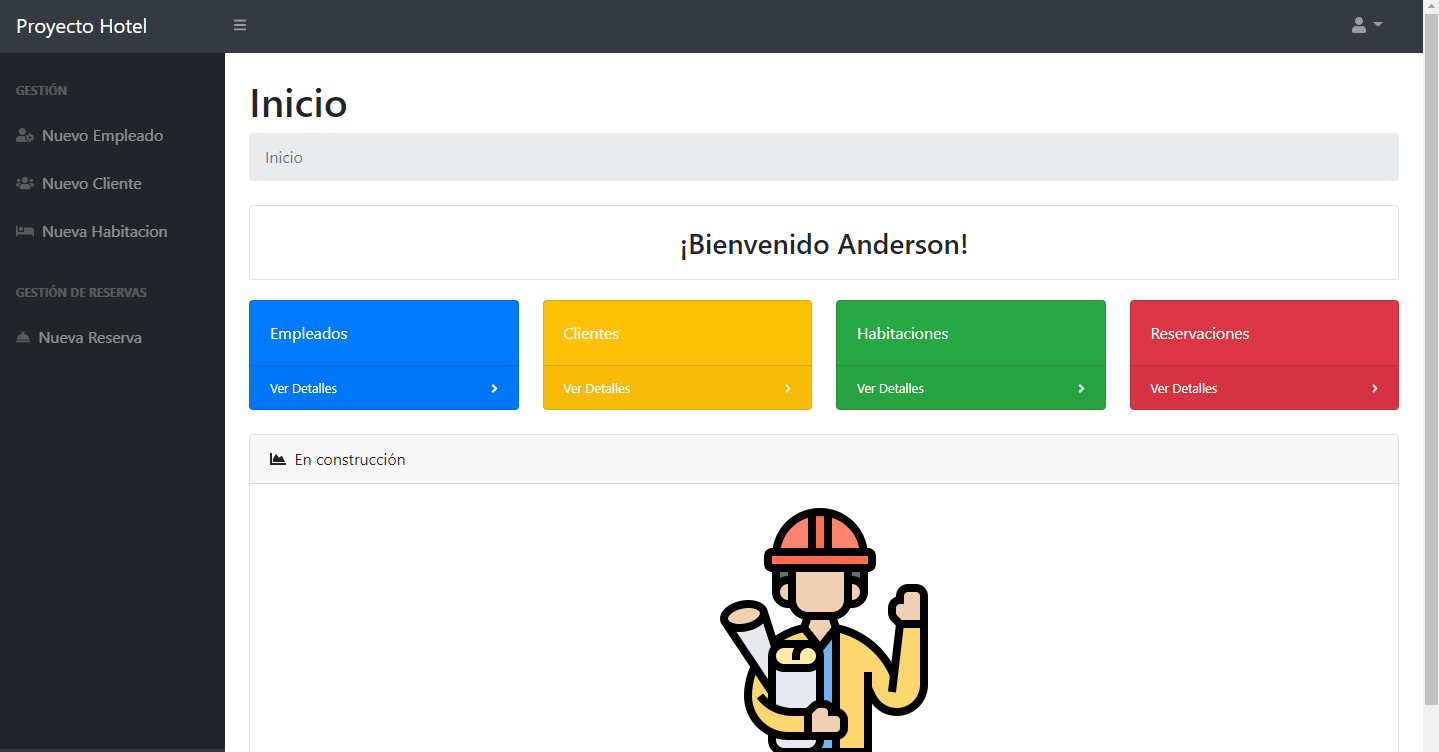 Proyecto Hotel
GESTIÓN
Nuevo Empleado
Nuevo Cliente
Nueva Habitacion
GESTIÓN DE RESERVAS
Nueva Reserva
Inicio
Inicio
¡Bienvenido Anderson!
Empleados
Ver Detalles
Clientes
Ver Detalles
Habitaciones
Ver Detalles
Reservaciones
Ver Detalles
En construcción